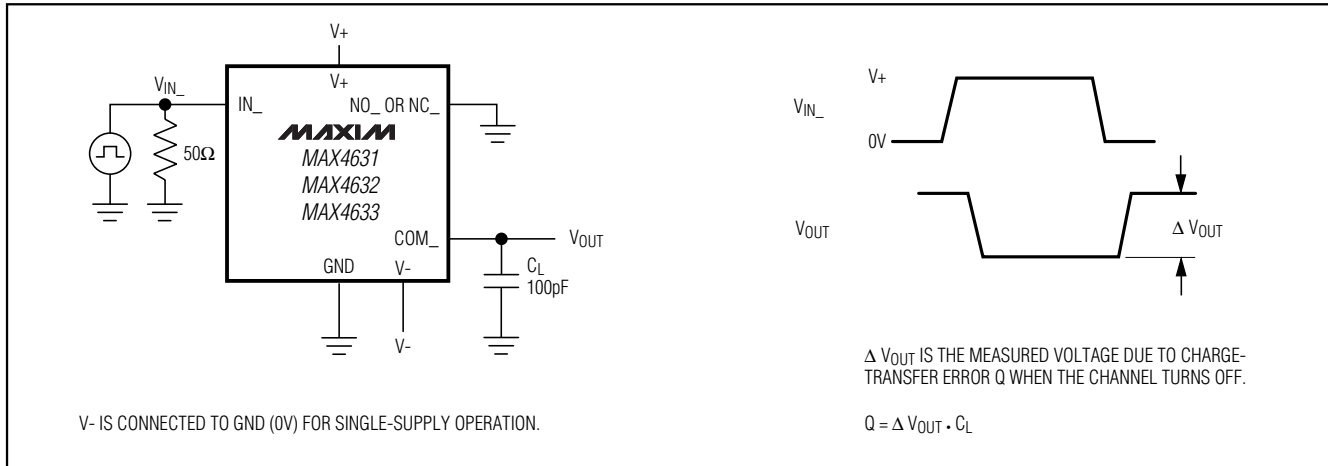 V+
V+
VIN_
IN_
NO_ OR NC_
MAXIM
50Ω
MAX4631
MAX4632
MAX4633
COM_
VOUT
GND
V-
CL
100pF
V-
V- IS CONNECTED TO GND (0V) FOR SINGLE-SUPPLY OPERATION.
V+
VIN_
0V
VOUT
Δ VOUT
Δ VOUT IS THE MEASURED VOLTAGE DUE TO CHARGE-
TRANSFER ERROR Q WHEN THE CHANNEL TURNS OFF.
Q = Δ VOUT • CL